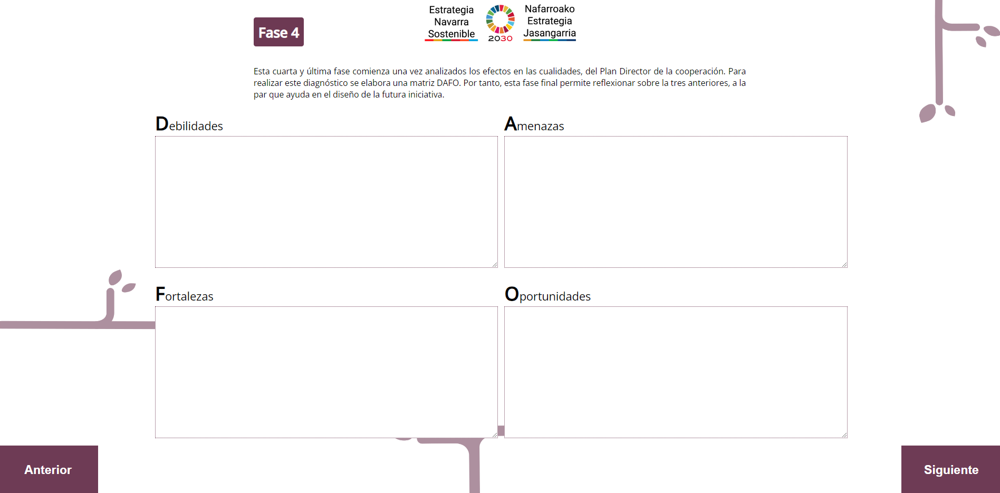 Fase 4
Estrategia
Navarra
Sostenible
2030
Nafarroako
Estrategia
Jasangarria
Esta cuarta y última fase comienza una vez analizados los efectos en las cualidades, del Plan Director de la cooperación. Para
realizar este diagnóstico se elabora una matriz DAFO. Por tanto, esta fase final permite reflexionar sobre la tres anteriores, a la
par que ayuda en el diseño de la futura iniciativa.
Debilidades
Amenazas
Fortalezas
Oportunidades
Anterior
Siguiente